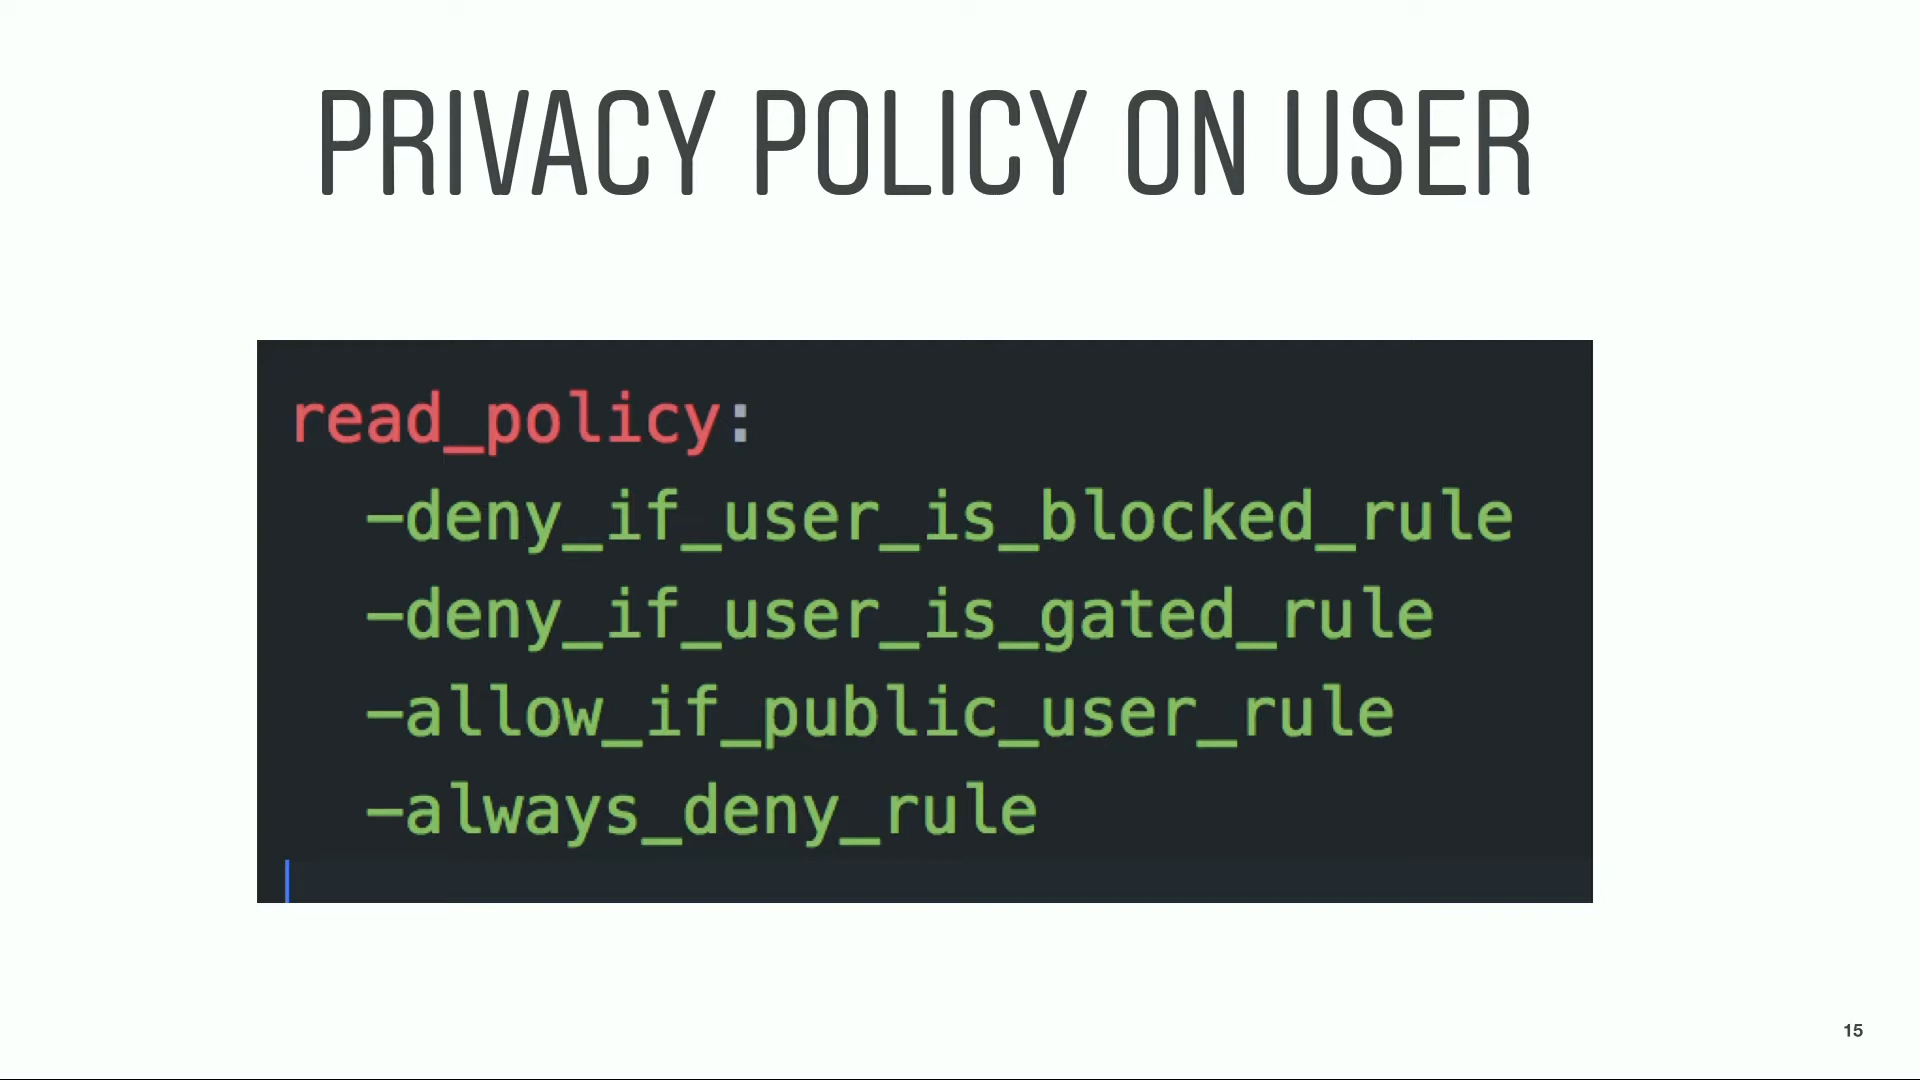 PRIVACY POLICY ON USER
read_policy:
-deny_if_user_is_blocked_rule
-deny_if_user_is_gated_rule
-allow_if_public_user_rule
-always_deny_rule
15